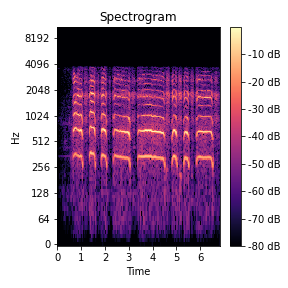 Spectrogram
8192
4096
2048
1024
512
256
128
64
0
Hz
0 1 2 3 4 5 6
Time
-10 dB
-20 dB
-30 dB
-40 dB
-50 dB
-60 dB
-70 dB
-80 dB